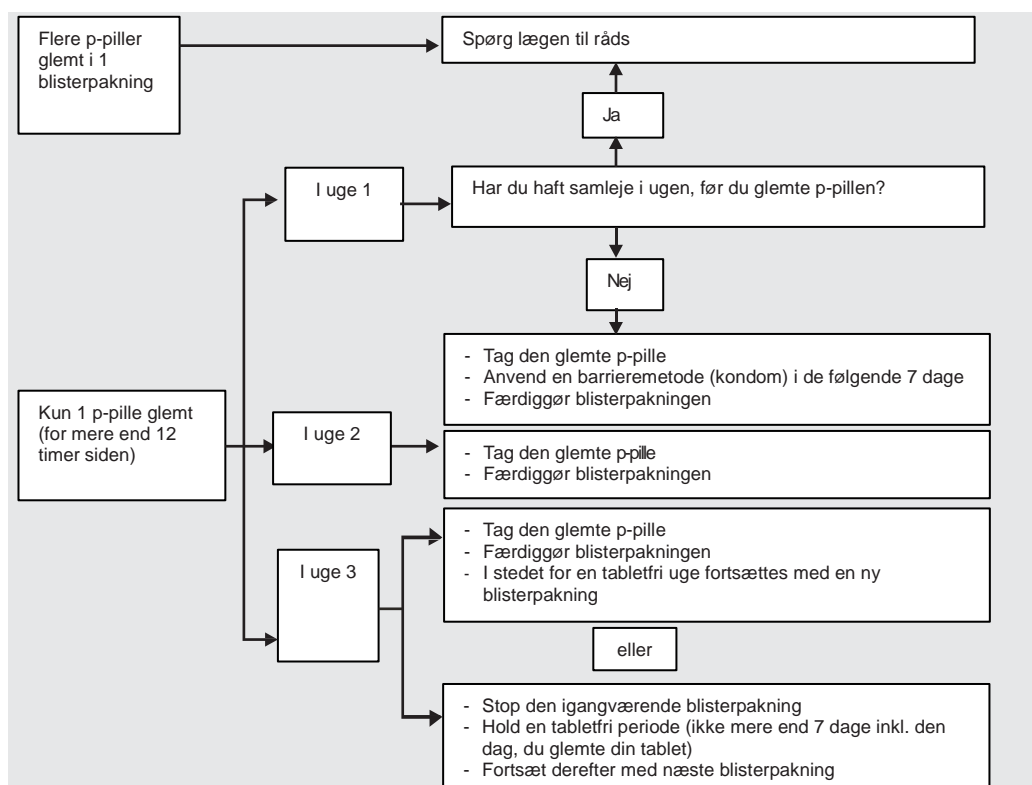 Flere p-piller
glemt i 1
blisterpakning
Spørg lægen til råds
Ja
I uge 1
Har du haft samleje i ugen, før du glemte p-pillen?
Nej
- Tag den glemte p-pille
- Anvend en barrieremetode (kondom) i de følgende 7 dage
- Færdiggør blisterpakningen
Kun 1 p-pille glemt
(for mere end 12
timer siden)
I uge 2
- Tag den glemte p-pille
- Færdiggør blisterpakningen
I uge 3
- Tag den glemte p-pille
- Færdiggør blisterpakningen
- I stedet for en tabletfri uge fortsættes med en ny
blisterpakning
eller
- Stop den igangværende blisterpakning
- Hold en tabletfri periode (ikke mere end 7 dage inkl. den
dag, du glemte din tablet)
- Fortsæt derefter med næste blisterpakning